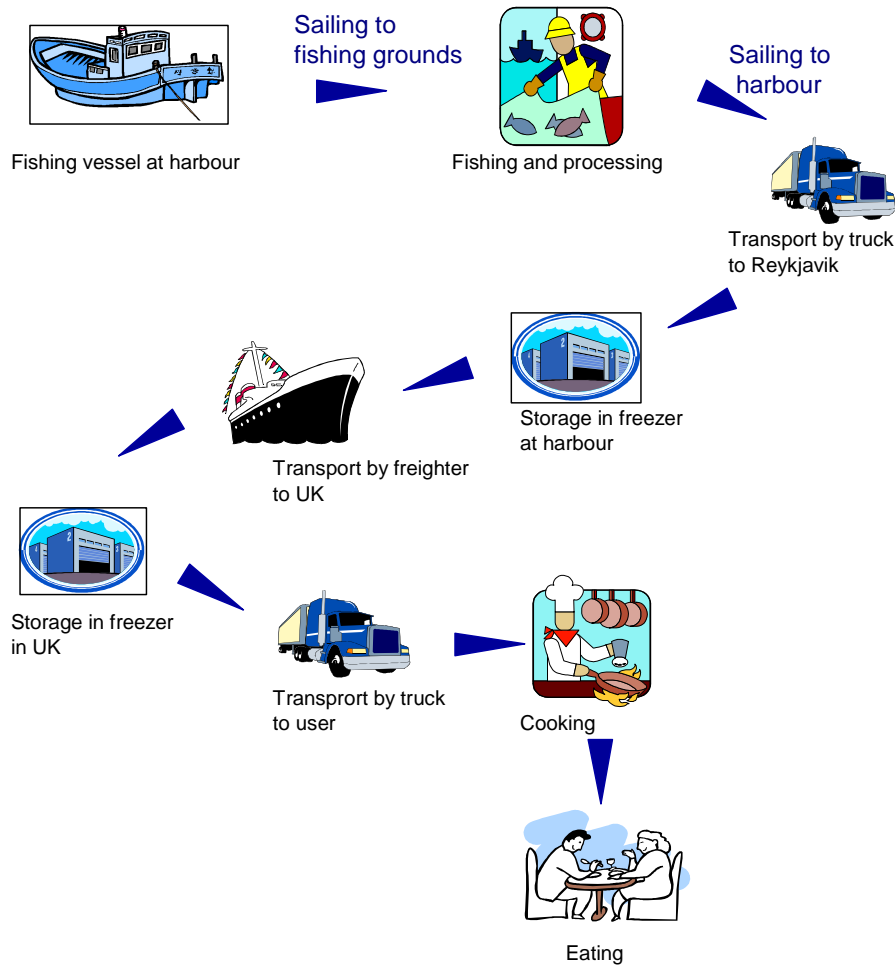 Sailing to
fishing grounds
Sailing to
harbour
Fishing vessel at harbour
Fishing and processing
Transport by truck
to Reykjavik
2
Storage in freezer
at harbour
Transport by freighter
to UK
2
Storage in freezer
in UK
Transprort by truck
to user
Cooking
Eating